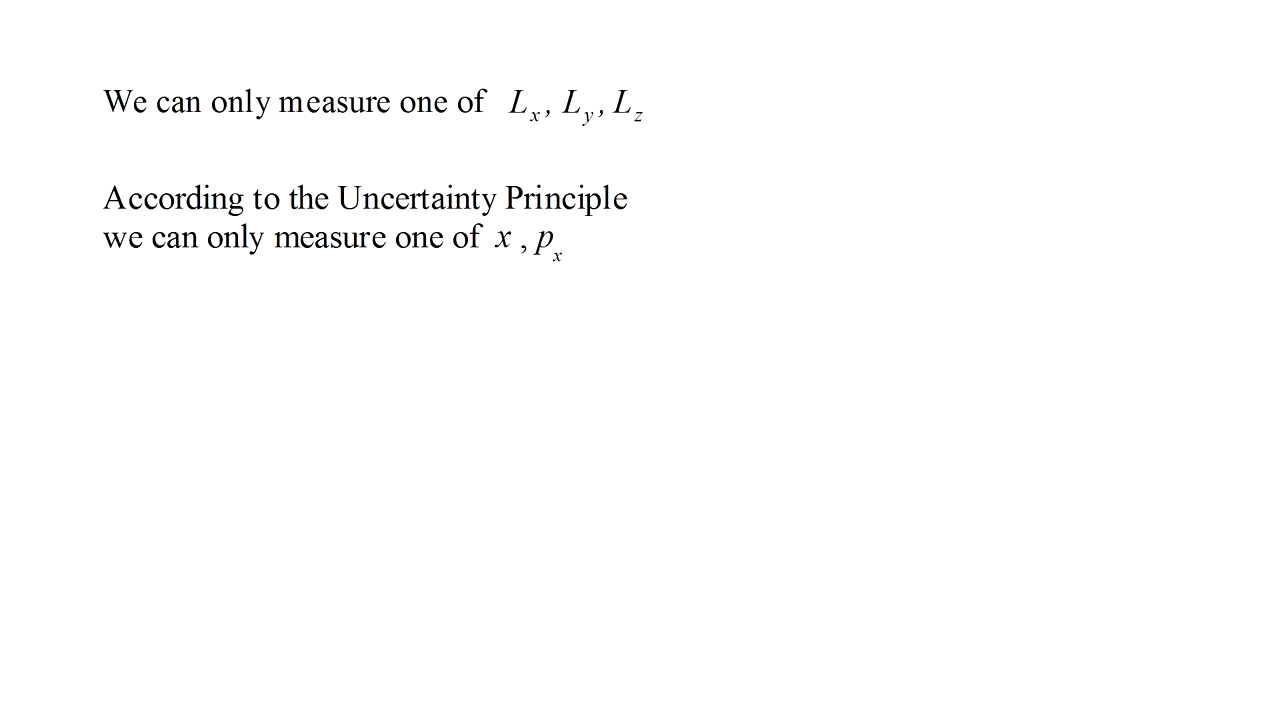 We can only measure one of L_x, L_y, L_z
According to the Uncertainty Principle
we can only measure one of x , p_x